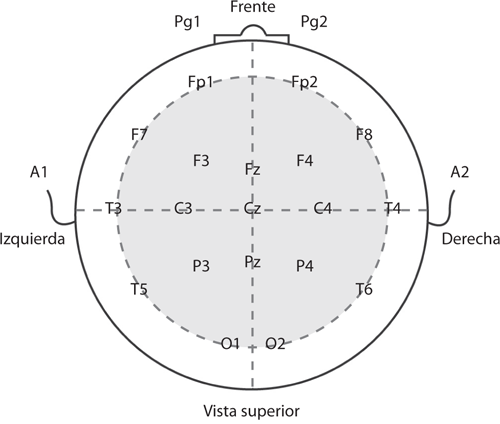 Frente
Pg1 Pg2
Fp1 Fp2
F7 F8
F3 Fz F4
A1 A2
T3 C3 Cz C4 T4
Izquierda Derecha
P3 Pz P4
T5 T6
O1 O2
Vista superior